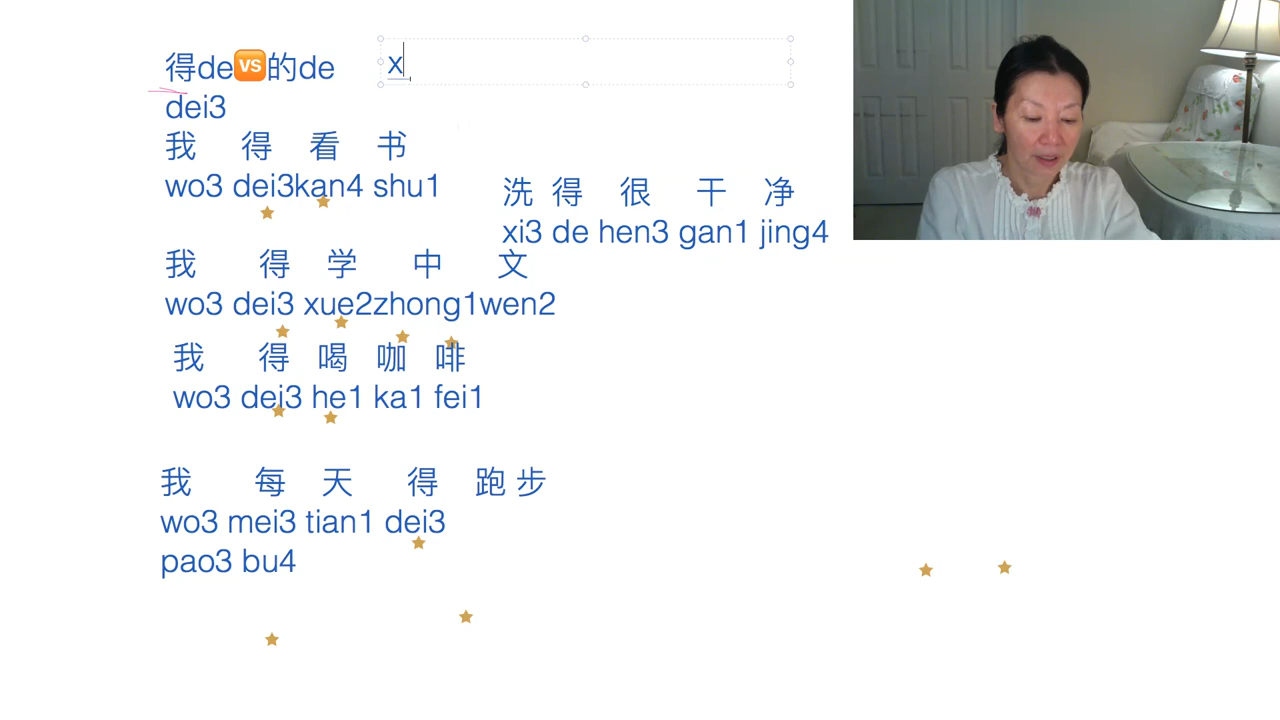 得de🆚的de
x
dei3
我 得 看 书
wo3 dei3kan4 shu1
洗 得 很 干 净
xi3 de hen3 gan1 jing4
我 得 学 中 文
wo3 dei3 xue2zhong1wen2
我 得 喝 咖 啡
wo3 dei3 he1 ka1 fei1
我 每 天 得 跑 步
wo3 mei3 tian1 dei3
pao3 bu4